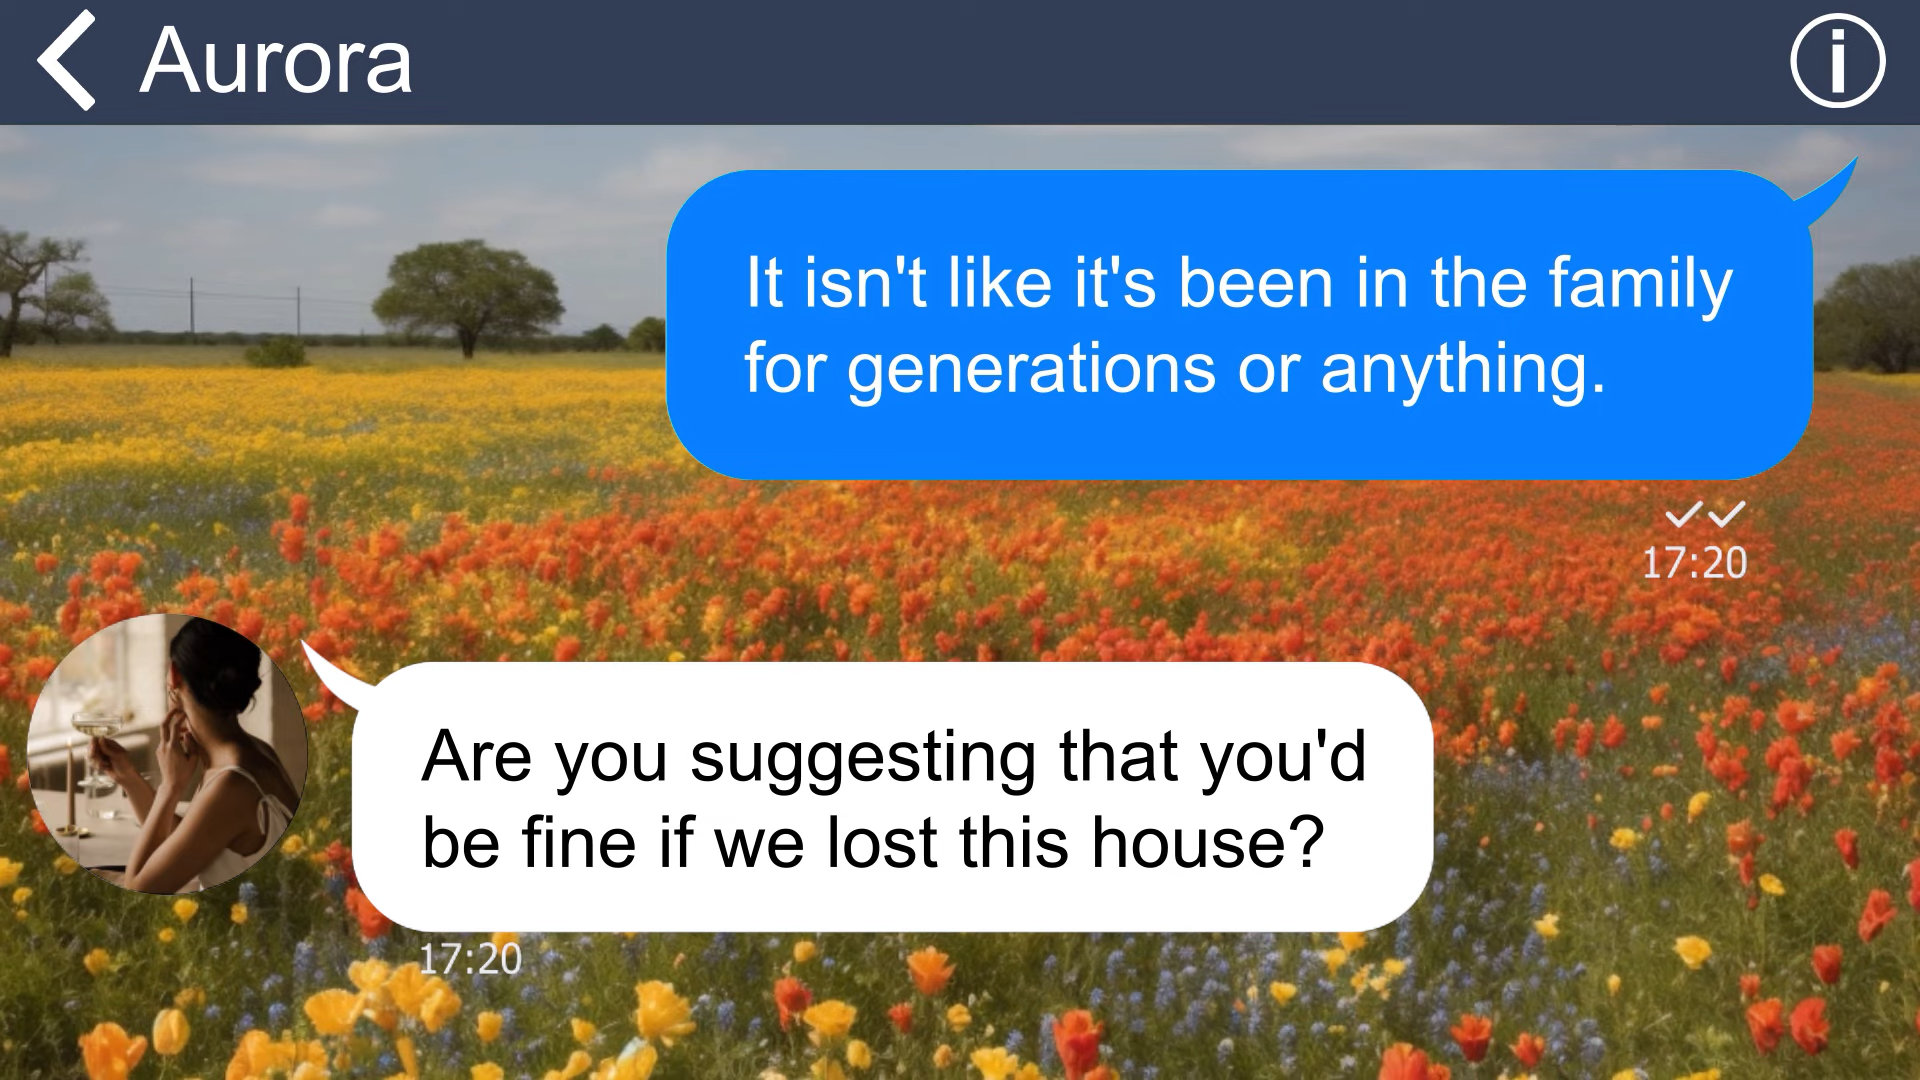 Aurora
It isn't like it's been in the family
for generations or anything.
17:20
Are you suggesting that you'd
be fine if we lost this house?
17:20